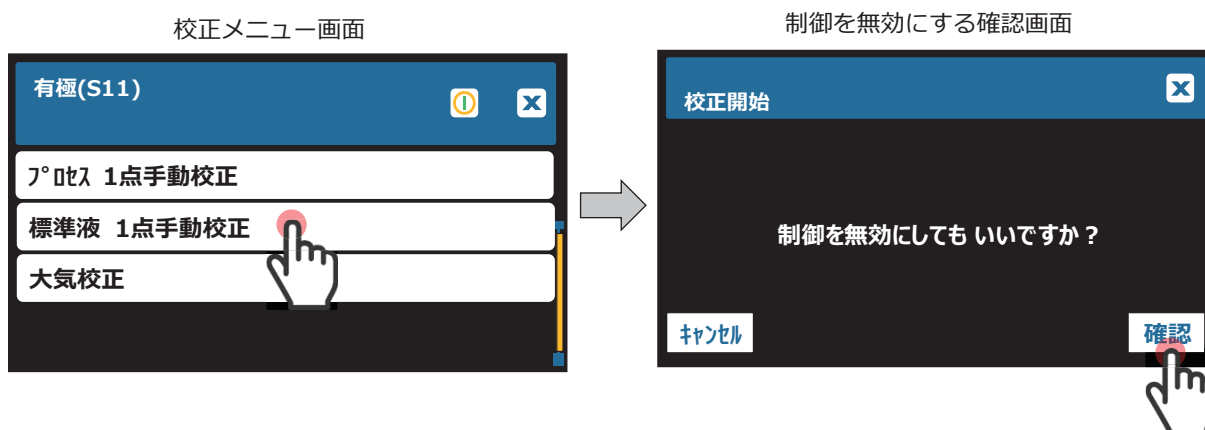 校正メニュー画面
有極(S11)
ﾌﾟﾛｾｽ 1点手動校正
標準液 1点手動校正
大気校正
制御を無効にする確認画面
校正開始
制御を無効にしても いいですか？
ｷｬﾝｾﾙ
確認